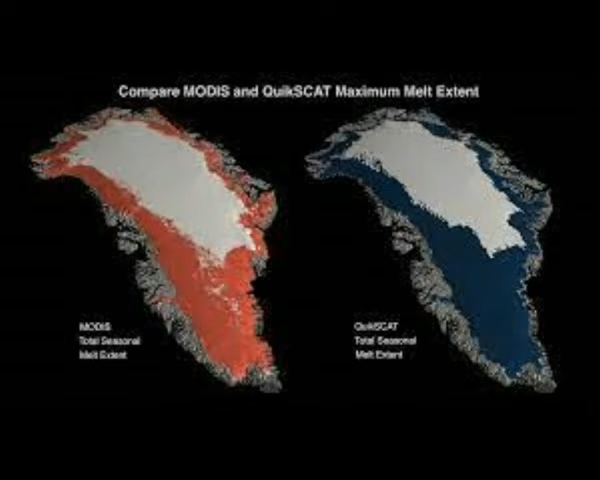 Compare MODIS and QuikSCAT Maximum Melt Extent
MODIS
Total Seasonal
Melt Extent
QuikSCAT
Total Seasonal
Melt Extent